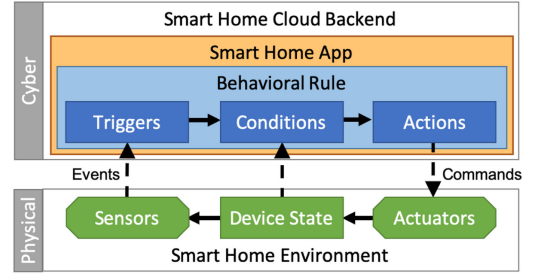 Smart Home Cloud Backend
Cyber
Smart Home App
Behavioral Rule
Triggers
Conditions
Actions
Events
Commands
Physical
Sensors
Device State
Actuators
Smart Home Environment